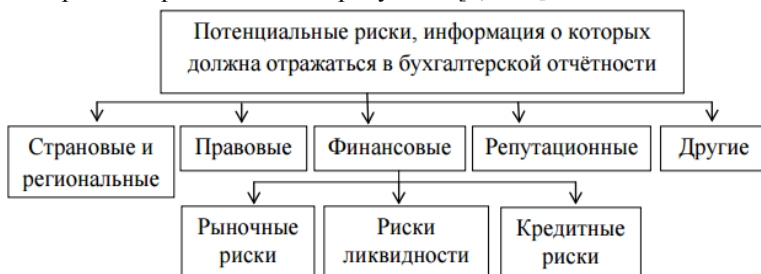 Потенциальные риски, информация о которых
должна отражаться в бухгалтерской отчётности
Страновые и
региональные
Правовые
Финансовые
Репутационные
Другие
Рыночные
риски
Риски
ликвидности
Кредитные
риски